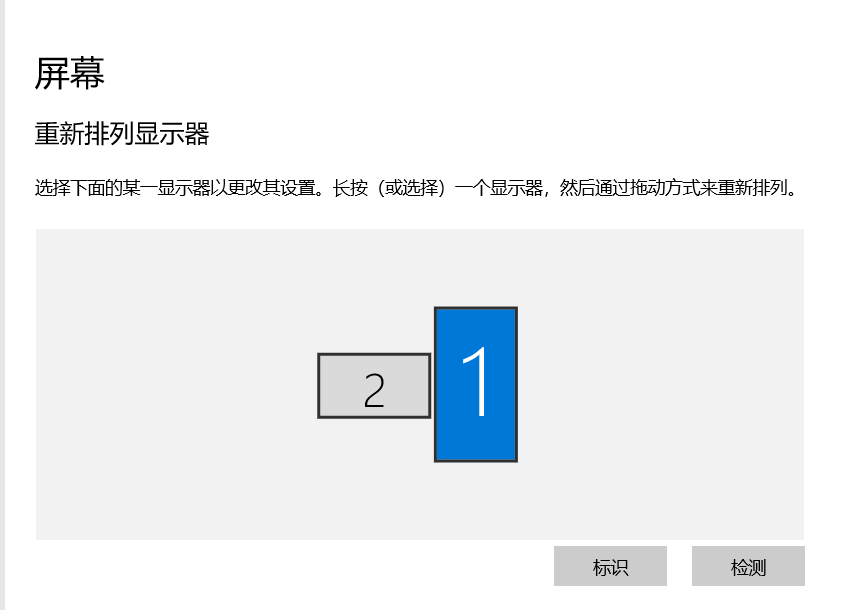 屏幕
重新排列显示器
选择下面的某一显示器以更改其设置。长按（或选择）一个显示器，然后通过拖动方式来重新排列。
2
1
标识
检测